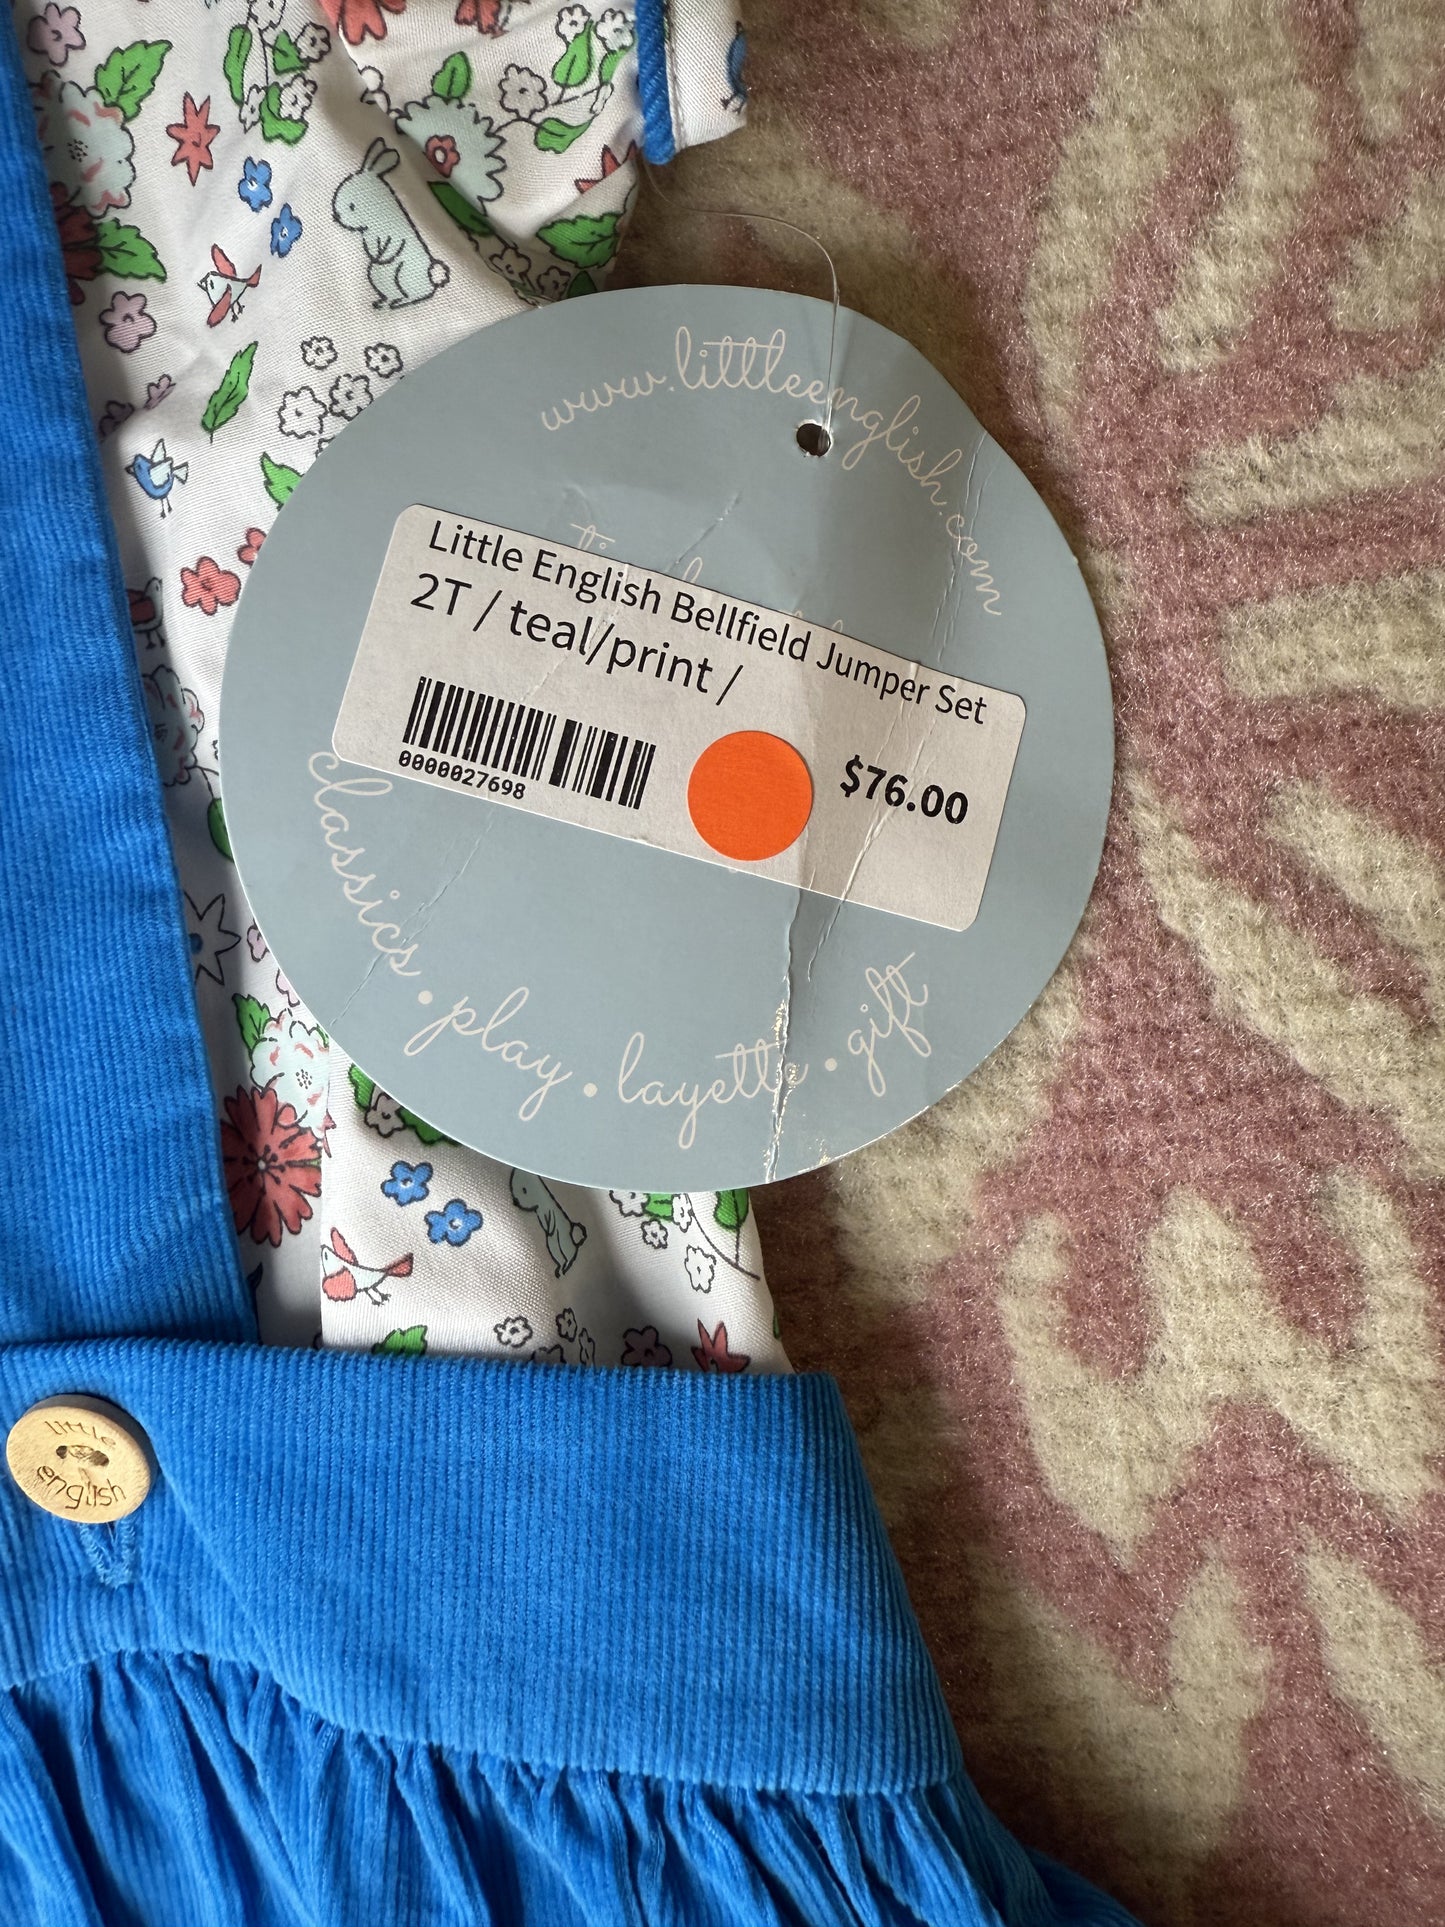 www.littleenglish.com
Little English Bellfield Jumper Set
2T / teal/print /
$76.00
0000027698
classics • play • layette • gift
little
english